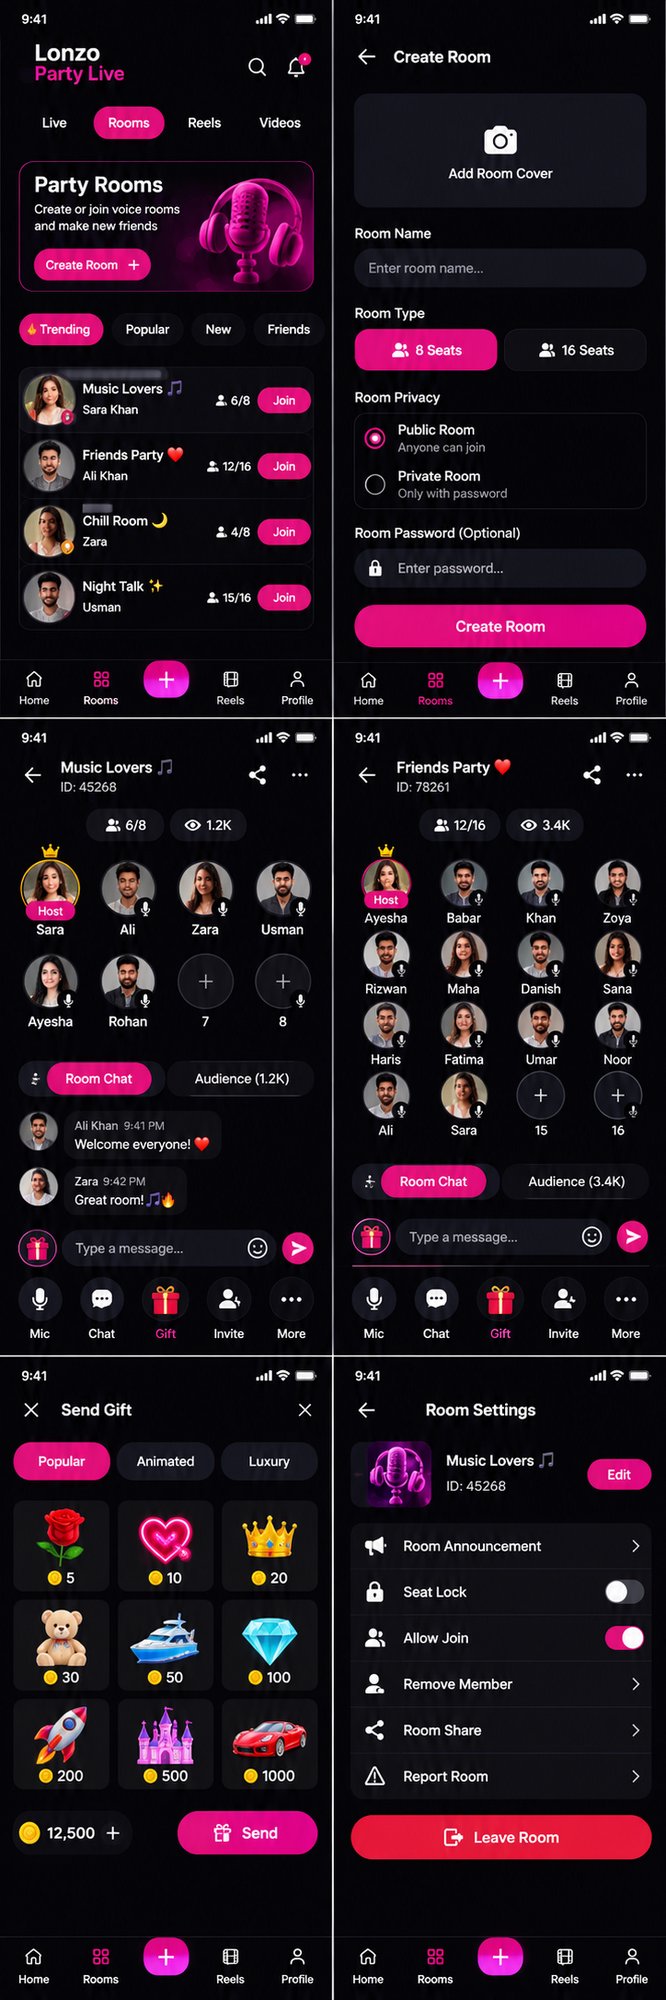 9:41
Lonzo
Party Live
Live
Rooms
Reels
Videos
Party Rooms
Create or join voice rooms
and make new friends
Create Room +
🔥 Trending
Popular
New
Friends
Music Lovers 🎵
Sara Khan
6/8
Join
Friends Party ❤️
Ali Khan
12/16
Join
Chill Room 🌙
Zara
4/8
Join
Night Talk ✨
Usman
15/16
Join
Home
Rooms
Reels
Profile
9:41
Create Room
Add Room Cover
Room Name
Enter room name...
Room Type
8 Seats
16 Seats
Room Privacy
Public Room
Anyone can join
Private Room
Only with password
Room Password (Optional)
Enter password...
Create Room
Home
Rooms
Reels
Profile
9:41
Music Lovers 🎵
ID: 45268
6/8
1.2K
Host
Sara
Ali
Zara
Usman
Ayesha
Rohan
7
8
Room Chat
Audience (1.2K)
Ali Khan 9:41 PM
Welcome everyone! ❤️
Zara 9:42 PM
Great room!🎵🔥
Type a message...
Mic
Chat
Gift
Invite
More
9:41
Friends Party ❤️
ID: 78261
12/16
3.4K
Host
Ayesha
Babar
Khan
Zoya
Rizwan
Maha
Danish
Sana
Haris
Fatima
Umar
Noor
Ali
Sara
15
16
Room Chat
Audience (3.4K)
Type a message...
Mic
Chat
Gift
Invite
More
9:41
Send Gift
Popular
Animated
Luxury
5
10
20
30
50
100
200
500
1000
12,500 +
Send
Home
Rooms
Reels
Profile
9:41
Room Settings
Music Lovers 🎵
ID: 45268
Edit
Room Announcement
Seat Lock
Allow Join
Remove Member
Room Share
Report Room
Leave Room
Home
Rooms
Reels
Profile